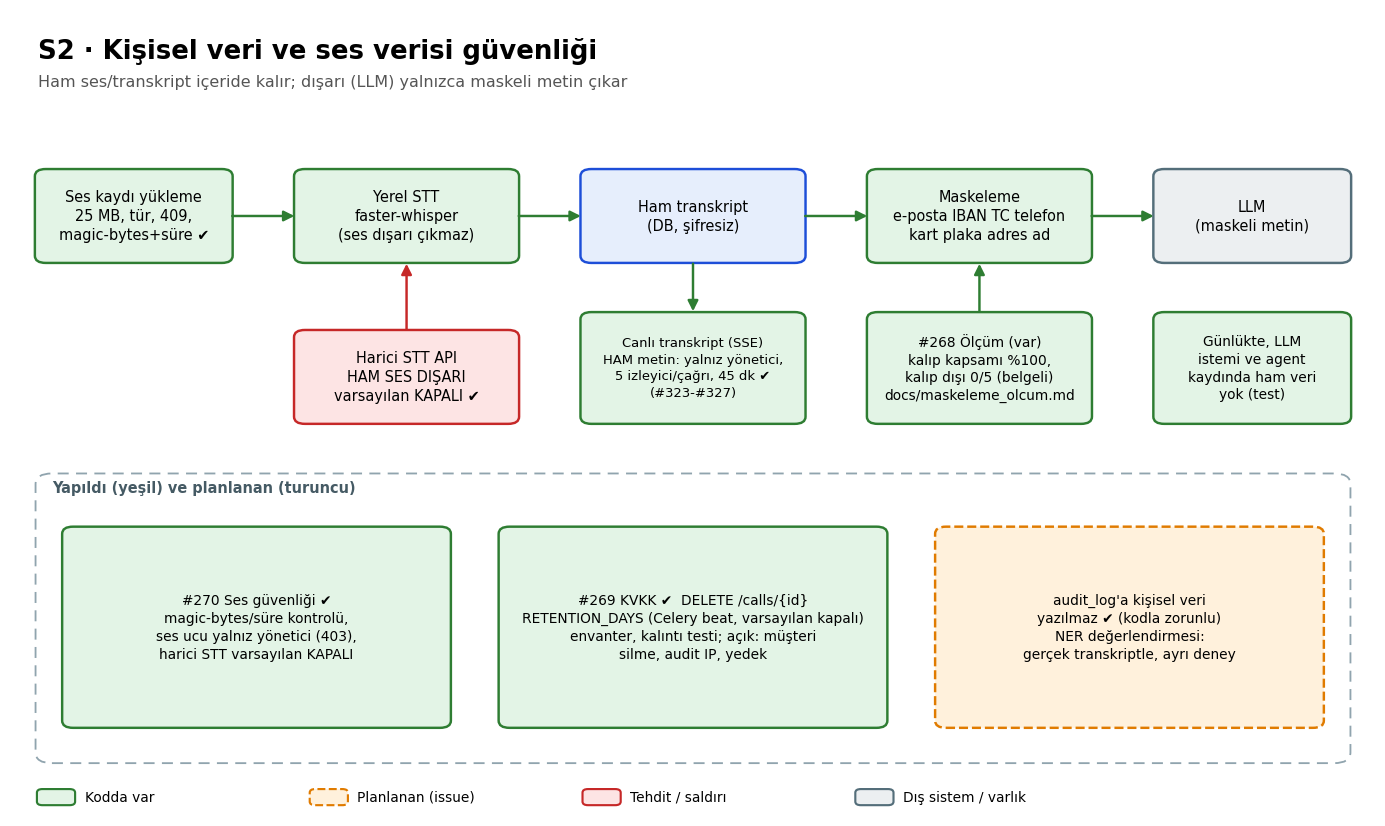 S2 · Kişisel veri ve ses verisi güvenliği
Ham ses/transkript içeride kalır; dışarı (LLM) yalnızca maskeli metin çıkar
Ses kaydı yükleme
25 MB, tür, 409,
magic-bytes+süre ✔
Yerel STT
faster-whisper
(ses dışarı çıkmaz)
Ham transkript
(DB, şifresiz)
Maskeleme
e-posta IBAN TC telefon
kart plaka adres ad
LLM
(maskeli metin)
Harici STT API
HAM SES DIŞARI
varsayılan KAPALI ✔
Canlı transkript (SSE)
HAM metin: yalnız yönetici,
5 izleyici/çağrı, 45 dk ✔
(#323-#327)
#268 Ölçüm (var)
kalıp kapsamı %100,
kalıp dışı 0/5 (belgeli)
docs/maskeleme_olcum.md
Günlükte, LLM
istemi ve agent
kaydında ham veri
yok (test)
Yapıldı (yeşil) ve planlanan (turuncu)
#270 Ses güvenliği ✔
magic-bytes/süre kontrolü,
ses ucu yalnız yönetici (403),
harici STT varsayılan KAPALI
#269 KVKK ✔  DELETE /calls/{id}
RETENTION_DAYS (Celery beat, varsayılan kapalı)
envanter, kalıntı testi; açık: müşteri
silme, audit IP, yedek
audit_log'a kişisel veri
yazılmaz ✔ (kodla zorunlu)
NER değerlendirmesi:
gerçek transkriptle, ayrı deney
Kodda var
Planlanan (issue)
Tehdit / saldırı
Dış sistem / varlık